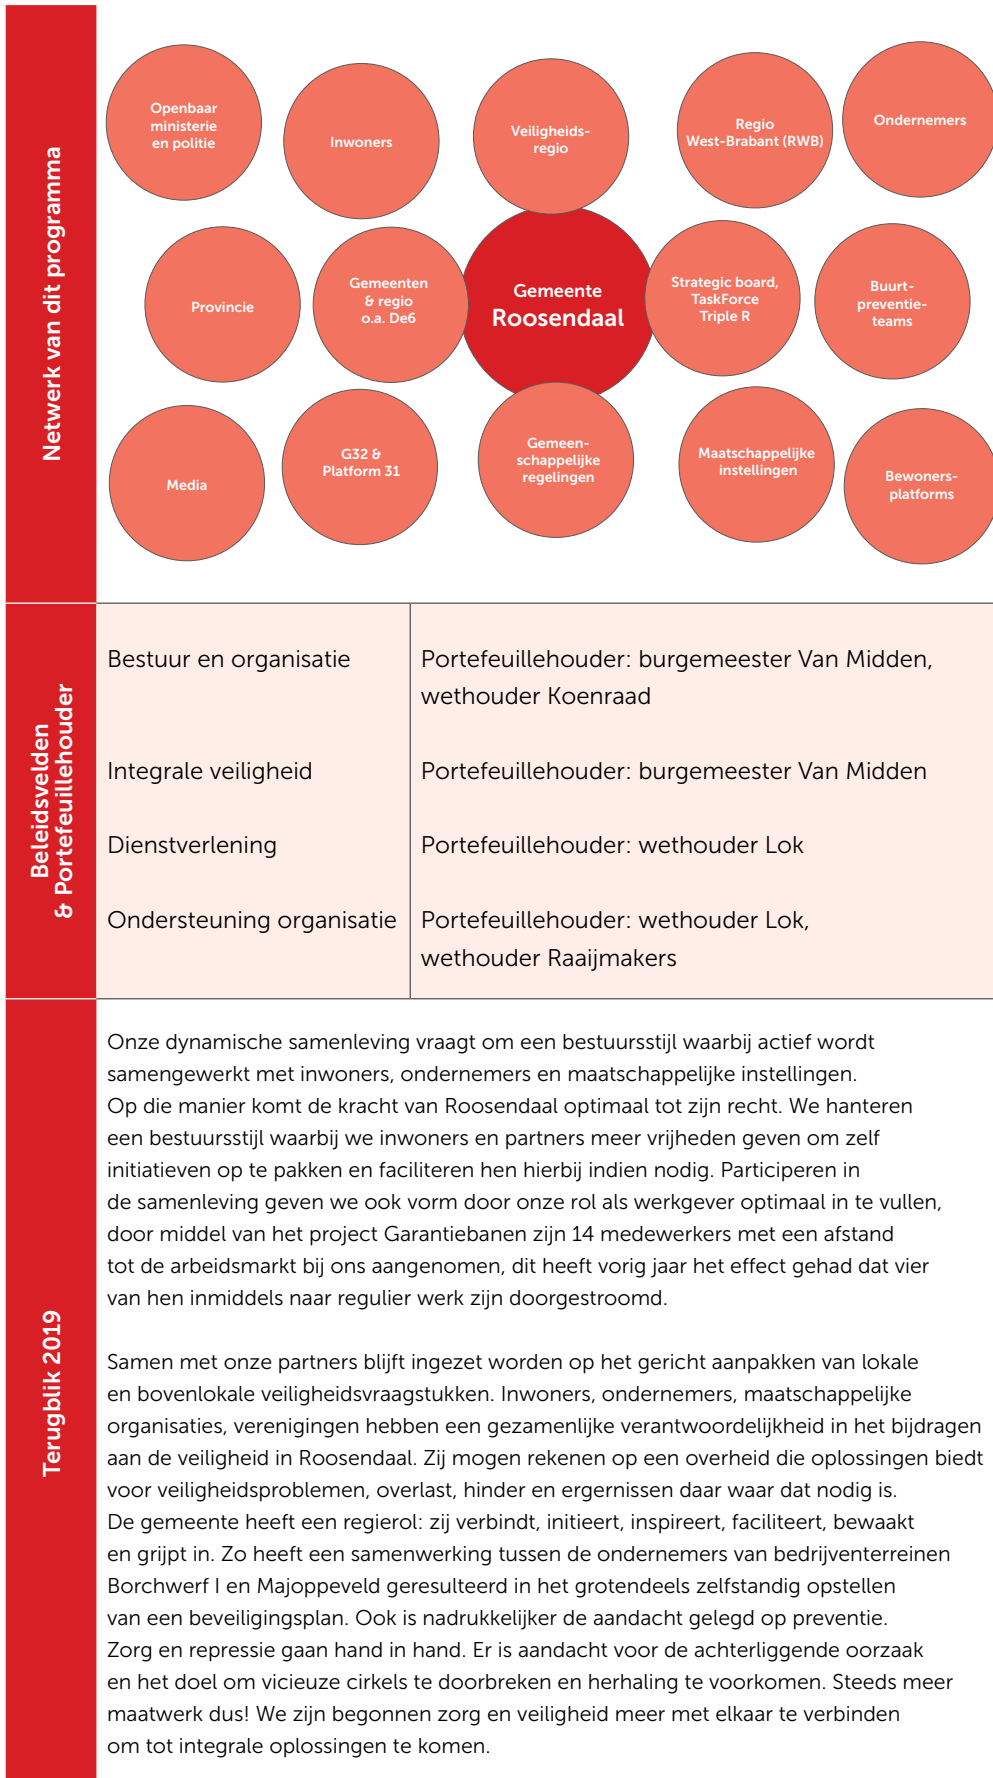 Netwerk van dit programma
Openbaar
ministerie
en politie
Inwoners
Veiligheids-
regio
Regio
West-Brabant (RWB)
Ondernemers
Provincie
Gemeenten
& regio
o.a. De6
Gemeente
Roosendaal
Strategic board,
TaskForce
Triple R
Buurt-
preventie-
teams
Media
G32 &
Platform 31
Gemeen-
schappelijke
regelingen
Maatschappelijke
instellingen
Bewoners-
platforms
Beleidsvelden
& Portefeuillehouder
Bestuur en organisatie
Portefeuillehouder: burgemeester Van Midden,
wethouder Koenraad
Integrale veiligheid
Portefeuillehouder: burgemeester Van Midden
Dienstverlening
Portefeuillehouder: wethouder Lok
Ondersteuning organisatie
Portefeuillehouder: wethouder Lok,
wethouder Raaijmakers
Terugblik 2019
Onze dynamische samenleving vraagt om een bestuursstijl waarbij actief wordt
samengewerkt met inwoners, ondernemers en maatschappelijke instellingen.
Op die manier komt de kracht van Roosendaal optimaal tot zijn recht. We hanteren
een bestuursstijl waarbij we inwoners en partners meer vrijheden geven om zelf
initiatieven op te pakken en faciliteren hen hierbij indien nodig. Participeren in
de samenleving geven we ook vorm door onze rol als werkgever optimaal in te vullen,
door middel van het project Garantiebanen zijn 14 medewerkers met een afstand
tot de arbeidsmarkt bij ons aangenomen, dit heeft vorig jaar het effect gehad dat vier
van hen inmiddels naar regulier werk zijn doorgestroomd.
Samen met onze partners blijft ingezet worden op het gericht aanpakken van lokale
en bovenlokale veiligheidsvraagstukken. Inwoners, ondernemers, maatschappelijke
organisaties, verenigingen hebben een gezamenlijke verantwoordelijkheid in het bijdragen
aan de veiligheid in Roosendaal. Zij mogen rekenen op een overheid die oplossingen biedt
voor veiligheidsproblemen, overlast, hinder en ergernissen daar waar dat nodig is.
De gemeente heeft een regierol: zij verbindt, initieert, inspireert, faciliteert, bewaakt
en grijpt in. Zo heeft een samenwerking tussen de ondernemers van bedrijventerreinen
Borchwerf I en Majoppeveld geresulteerd in het grotendeels zelfstandig opstellen
van een beveiligingsplan. Ook is nadrukkelijker de aandacht gelegd op preventie.
Zorg en repressie gaan hand in hand. Er is aandacht voor de achterliggende oorzaak
en het doel om vicieuze cirkels te doorbreken en herhaling te voorkomen. Steeds meer
maatwerk dus! We zijn begonnen zorg en veiligheid meer met elkaar te verbinden
om tot integrale oplossingen te komen.